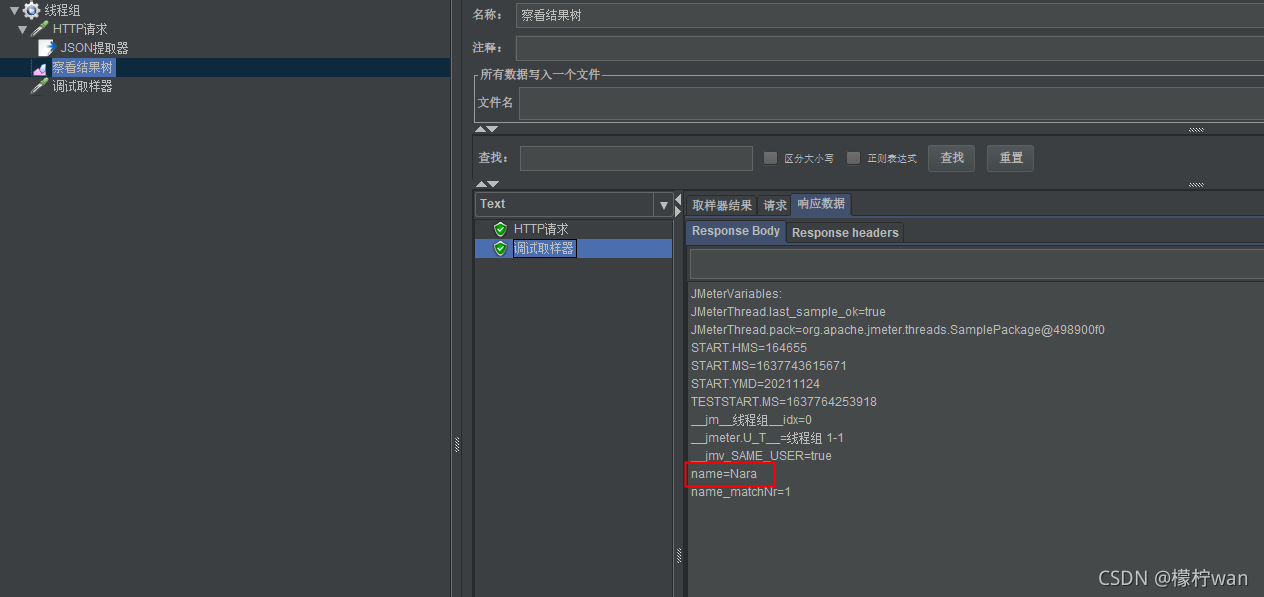 线程组
HTTP请求
JSON提取器
察看结果树
调试取样器
名称： 察看结果树
注释：
所有数据写入一个文件
文件名
查找： 区分大小写 正则表达式 查找 重置
Text
HTTP请求
调试取样器
取样器结果 请求 响应数据
Response Body Response headers
JMeterVariables:
JMeterThread.last_sample_ok=true
JMeterThread.pack=org.apache.jmeter.threads.SamplePackage@498900f0
START.HMS=164655
START.MS=1637743615671
START.YMD=20211124
TESTSTART.MS=1637764253918
__jm__线程组__idx=0
__jmeter.U_T__=线程组 1-1
__jmv_SAME_USER=true
name=Nara
name_matchNr=1
CSDN @檬柠wan